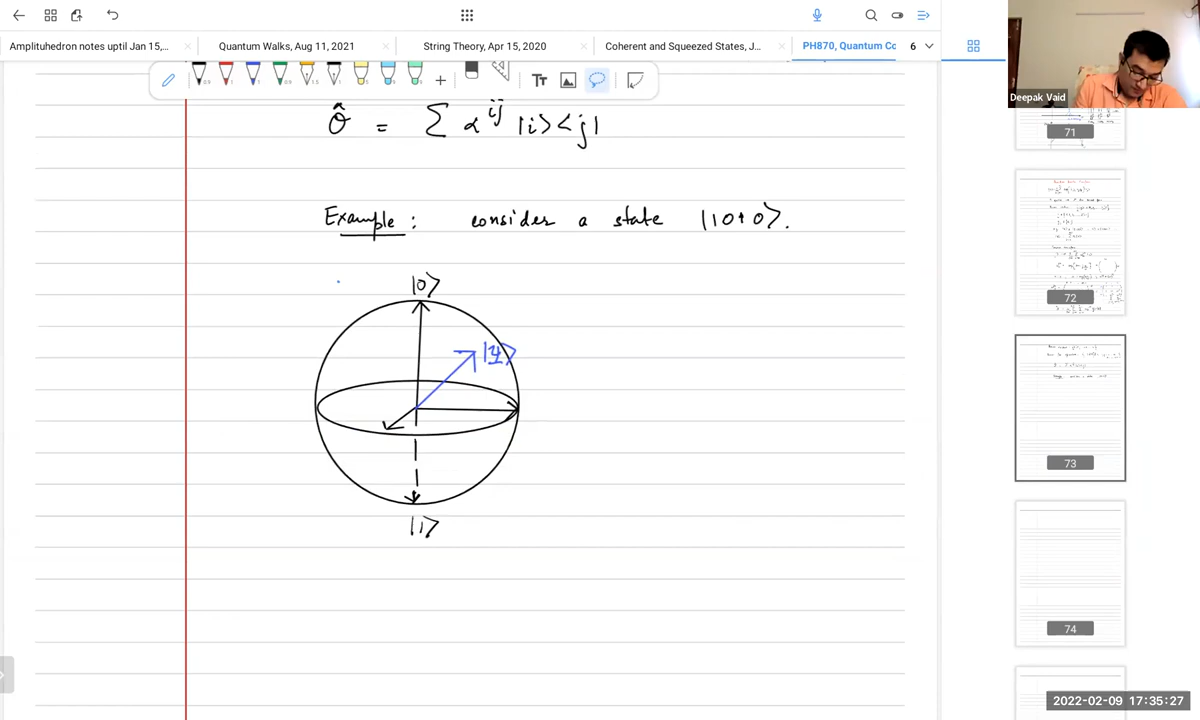 Amplituhedron notes uptil Jan 15,...
Quantum Walks, Aug 11, 2021
String Theory, Apr 15, 2020
Coherent and Squeezed States, J...
PH870, Quantum Cc
6
Deepak Vaid
Tт
Ô = Σ α^{ij} |i><j|
Example: consider a state |10+0>.
|0>
|Ψ>
|1>
71
72
73
74
2022-02-09 17:35:27